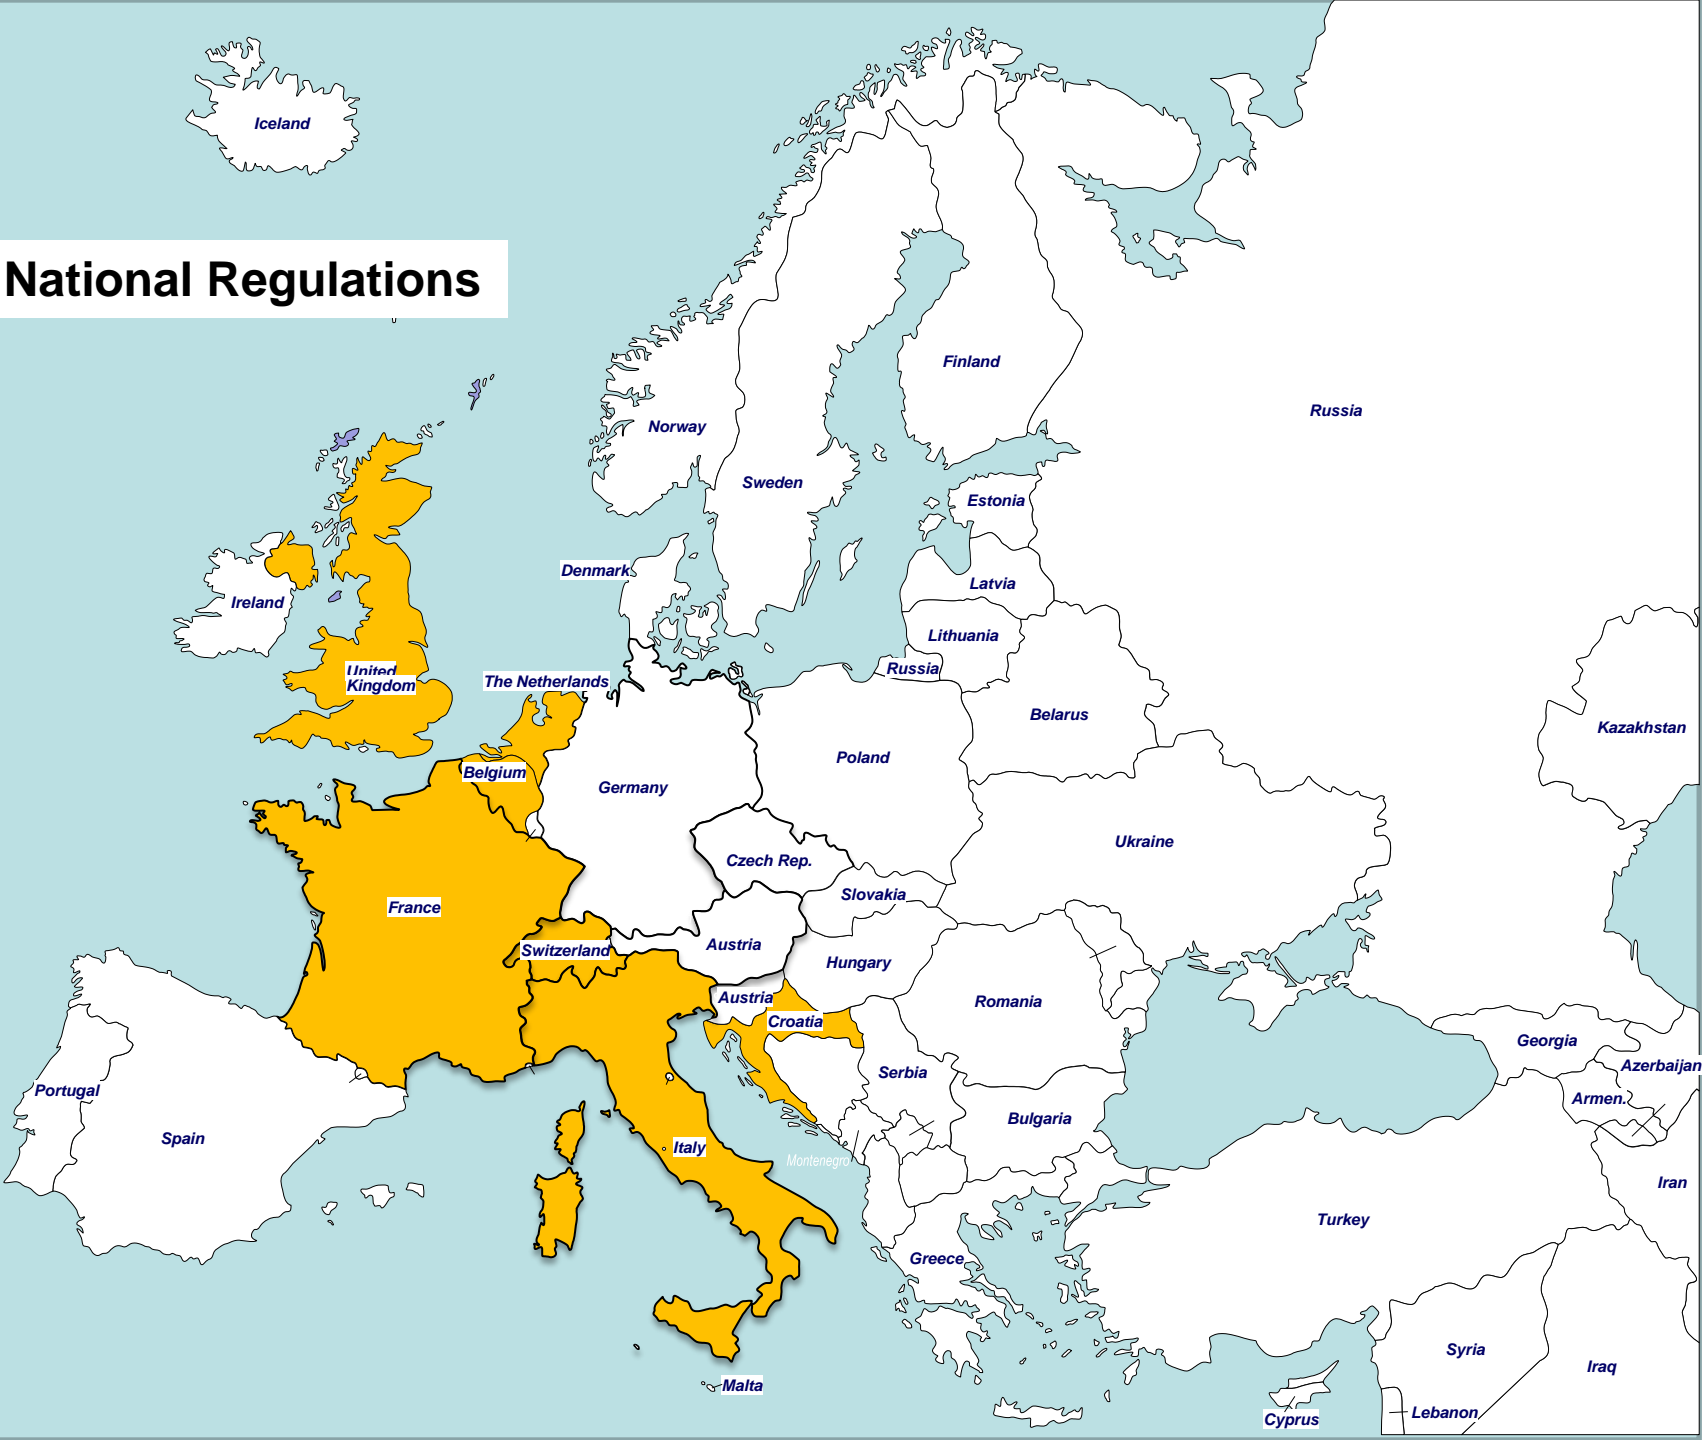 Iceland
National Regulations
Finland
Russia
Norway
Sweden
Estonia
Denmark
Latvia
Ireland
Lithuania
United
Kingdom
Russia
The Netherlands
Belarus
Kazakhstan
Poland
Belgium
Germany
Ukraine
Czech Rep.
Slovakia
France
Austria
Switzerland
Hungary
Austria
Romania
Croatia
Georgia
Serbia
Azerbaijan
Portugal
Armen.
Bulgaria
Spain
Italy
Montenegro
Iran
Turkey
Greece
Syria
Iraq
Malta
Lebanon
Cyprus